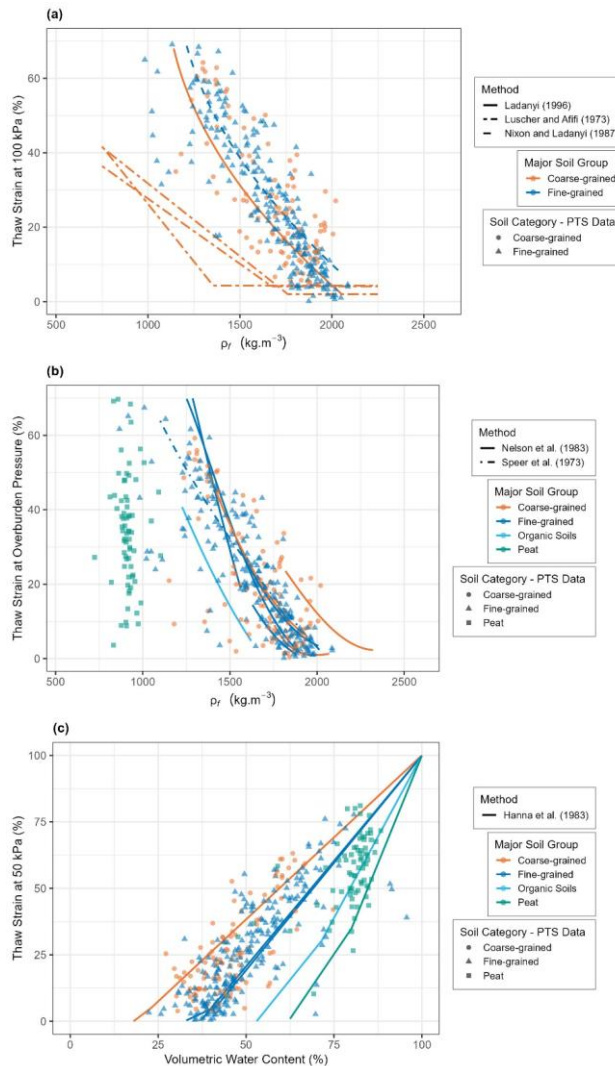 (a)
Thaw Strain at 100 kPa (%)
60
40
20
0
500
1000
1500
2000
2500
ρf (kg.m⁻³)
Method
Ladanyi (1996)
Luscher and Afifi (1973)
Nixon and Ladanyi (1987
Major Soil Group
Coarse-grained
Fine-grained
Soil Category - PTS Data
Coarse-grained
Fine-grained
(b)
Thaw Strain at Overburden Pressure (%)
60
40
20
0
500
1000
1500
2000
2500
ρf (kg.m⁻³)
Method
Nelson et al. (1983)
Speer et al. (1973)
Major Soil Group
Coarse-grained
Fine-grained
Organic Soils
Peat
Soil Category - PTS Data
Coarse-grained
Fine-grained
Peat
(c)
Thaw Strain at 50 kPa (%)
100
75
50
25
0
0
25
50
75
100
Volumetric Water Content (%)
Method
Hanna et al. (1983)
Major Soil Group
Coarse-grained
Fine-grained
Organic Soils
Peat
Soil Category - PTS Data
Coarse-grained
Fine-grained
Peat